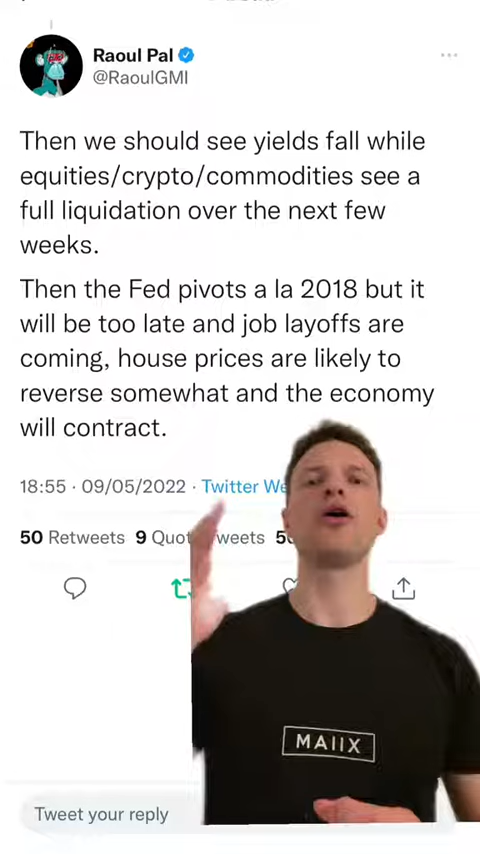 Raoul Pal
@RaoulGMI
Then we should see yields fall while
equities/crypto/commodities see a
full liquidation over the next few
weeks.
Then the Fed pivots a la 2018 but it
will be too late and job layoffs are
coming, house prices are likely to
reverse somewhat and the economy
will contract.
18:55 · 09/05/2022 · Twitter
50 Retweets 9
MAIIX
Tweet your reply